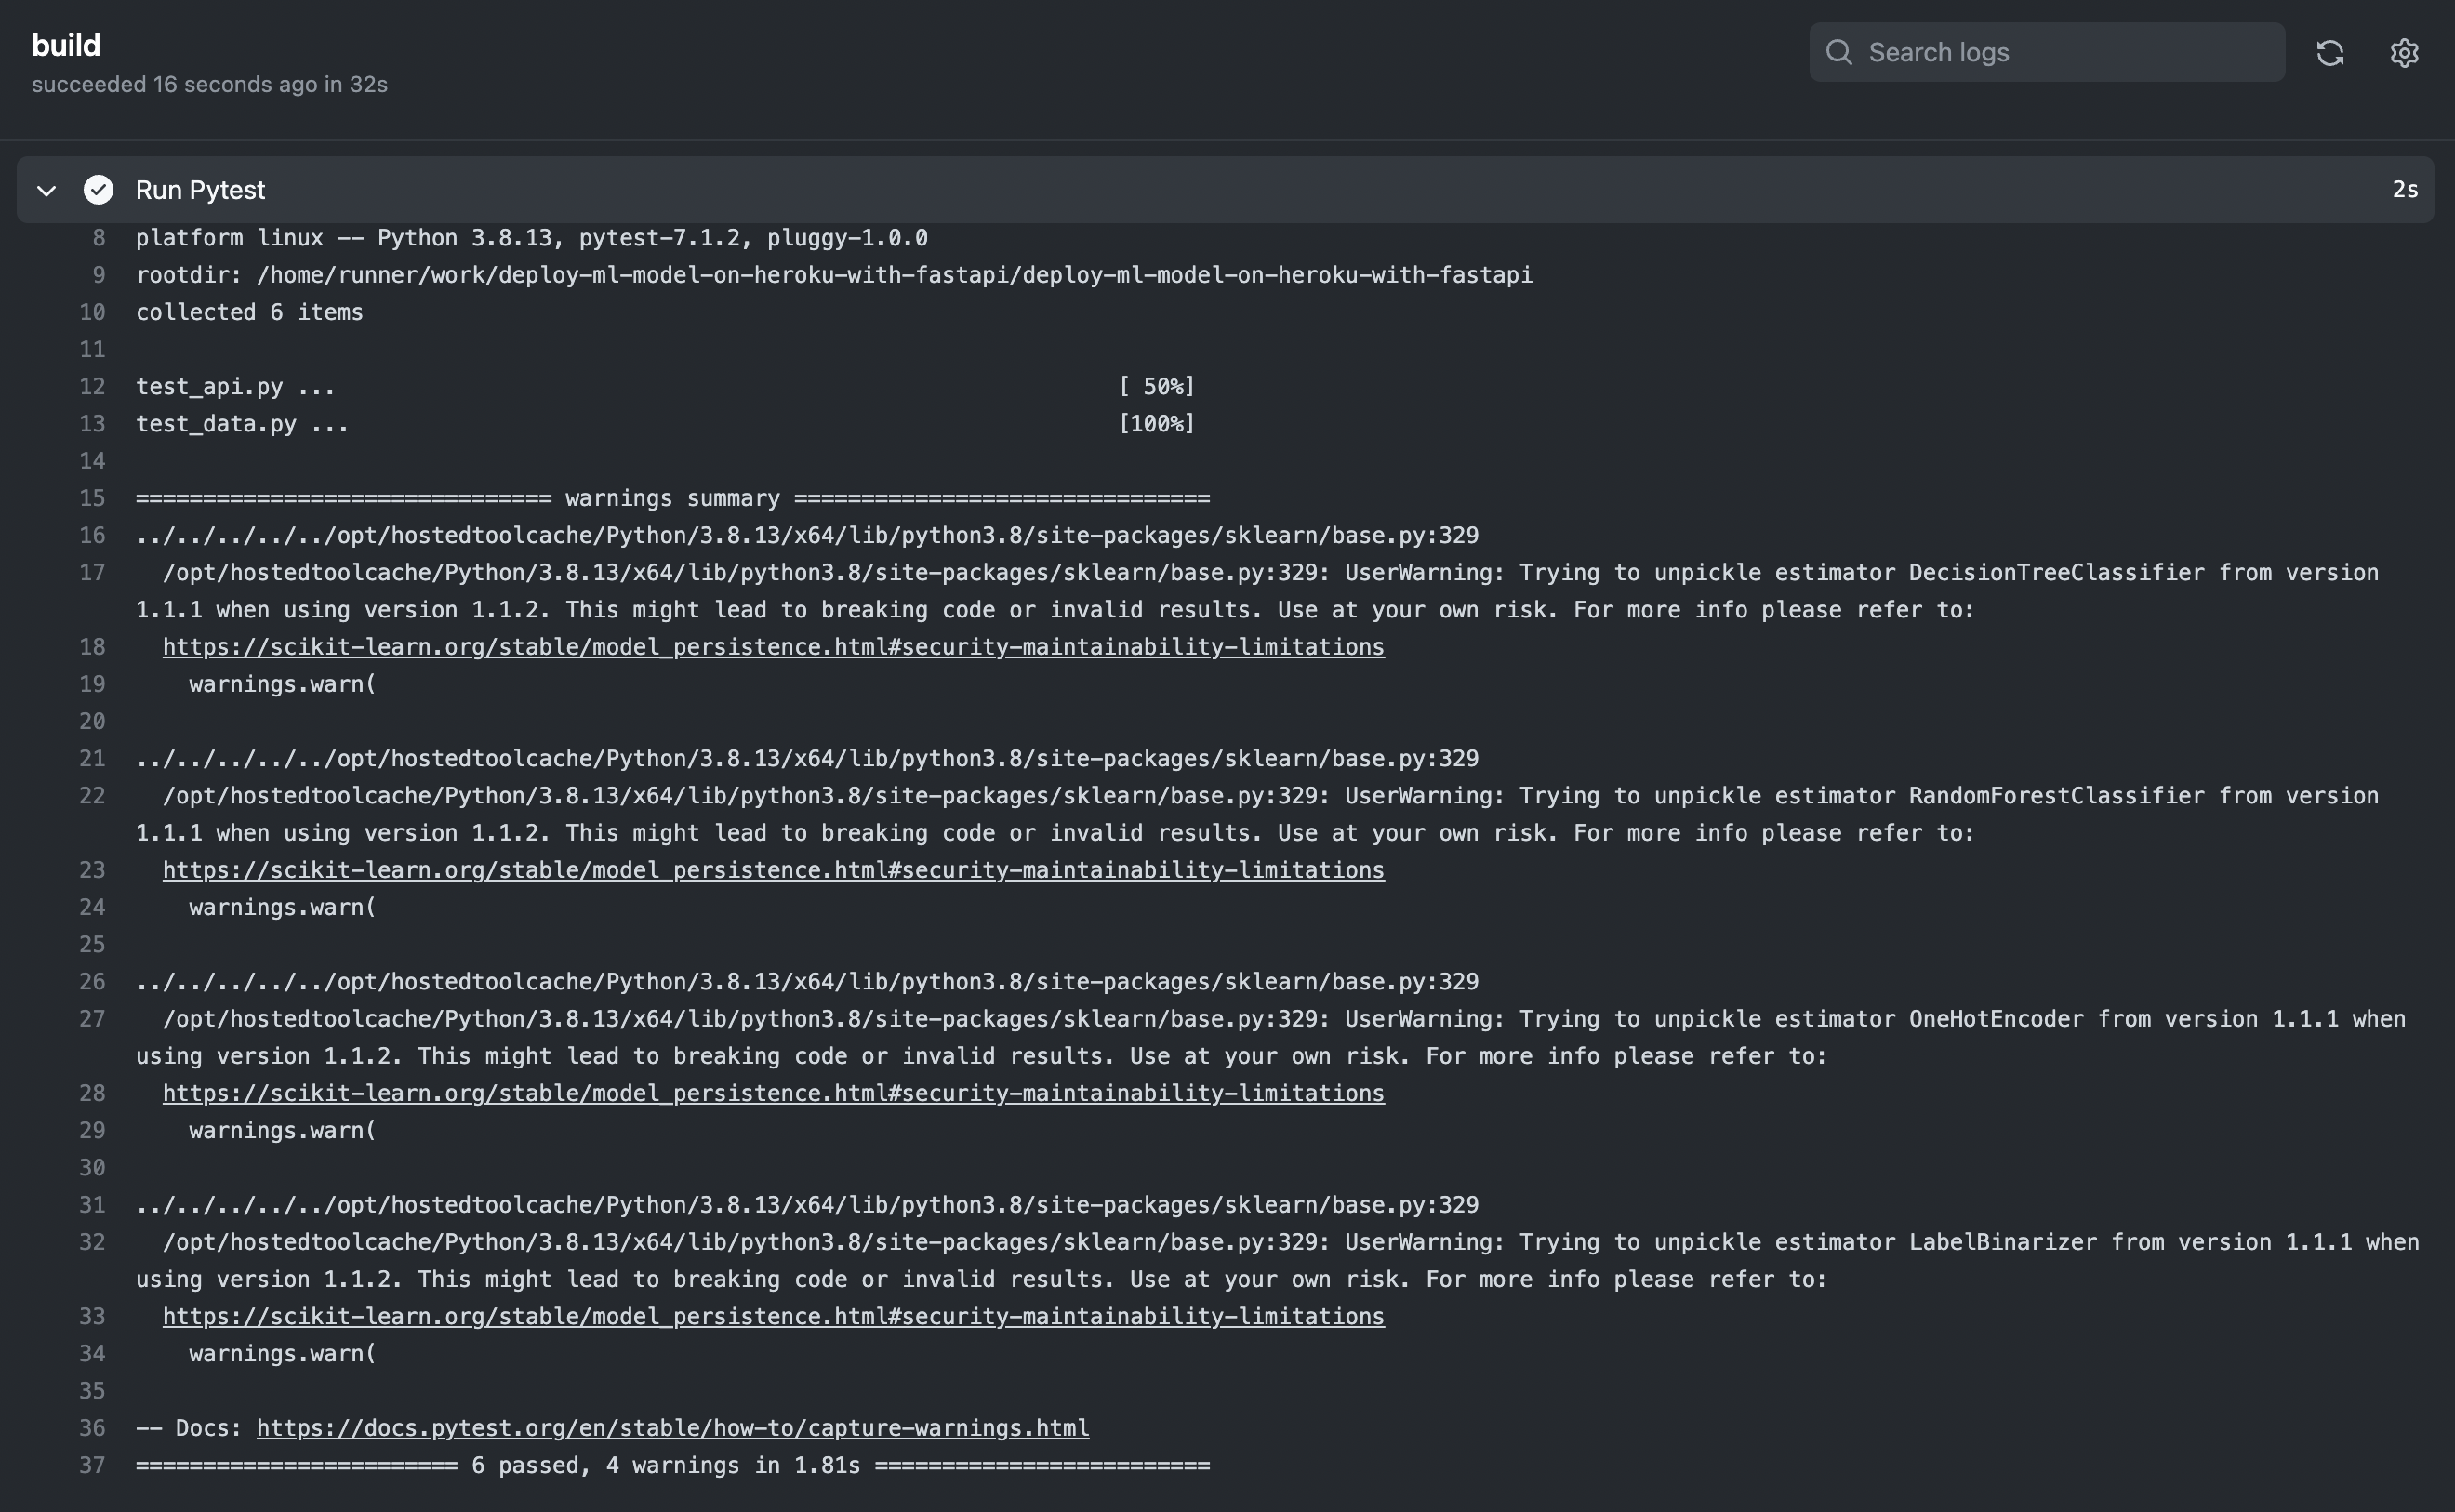 build
succeeded 16 seconds ago in 32s
Search logs
Run Pytest 2s
8 platform linux -- Python 3.8.13, pytest-7.1.2, pluggy-1.0.0
9 rootdir: /home/runner/work/deploy-ml-model-on-heroku-with-fastapi/deploy-ml-model-on-heroku-with-fastapi
10 collected 6 items
11
12 test_api.py ... [ 50%]
13 test_data.py ... [100%]
14
15 =============================== warnings summary ===============================
16 ../../../../../opt/hostedtoolcache/Python/3.8.13/x64/lib/python3.8/site-packages/sklearn/base.py:329
17 /opt/hostedtoolcache/Python/3.8.13/x64/lib/python3.8/site-packages/sklearn/base.py:329: UserWarning: Trying to unpickle estimator DecisionTreeClassifier from version
1.1.1 when using version 1.1.2. This might lead to breaking code or invalid results. Use at your own risk. For more info please refer to:
18 https://scikit-learn.org/stable/model_persistence.html#security-maintainability-limitations
19 warnings.warn(
20
21 ../../../../../opt/hostedtoolcache/Python/3.8.13/x64/lib/python3.8/site-packages/sklearn/base.py:329
22 /opt/hostedtoolcache/Python/3.8.13/x64/lib/python3.8/site-packages/sklearn/base.py:329: UserWarning: Trying to unpickle estimator RandomForestClassifier from version
1.1.1 when using version 1.1.2. This might lead to breaking code or invalid results. Use at your own risk. For more info please refer to:
23 https://scikit-learn.org/stable/model_persistence.html#security-maintainability-limitations
24 warnings.warn(
25
26 ../../../../../opt/hostedtoolcache/Python/3.8.13/x64/lib/python3.8/site-packages/sklearn/base.py:329
27 /opt/hostedtoolcache/Python/3.8.13/x64/lib/python3.8/site-packages/sklearn/base.py:329: UserWarning: Trying to unpickle estimator OneHotEncoder from version 1.1.1 when
using version 1.1.2. This might lead to breaking code or invalid results. Use at your own risk. For more info please refer to:
28 https://scikit-learn.org/stable/model_persistence.html#security-maintainability-limitations
29 warnings.warn(
30
31 ../../../../../opt/hostedtoolcache/Python/3.8.13/x64/lib/python3.8/site-packages/sklearn/base.py:329
32 /opt/hostedtoolcache/Python/3.8.13/x64/lib/python3.8/site-packages/sklearn/base.py:329: UserWarning: Trying to unpickle estimator LabelBinarizer from version 1.1.1 when
using version 1.1.2. This might lead to breaking code or invalid results. Use at your own risk. For more info please refer to:
33 https://scikit-learn.org/stable/model_persistence.html#security-maintainability-limitations
34 warnings.warn(
35
36 -- Docs: https://docs.pytest.org/en/stable/how-to/capture-warnings.html
37 ======================== 6 passed, 4 warnings in 1.81s =========================